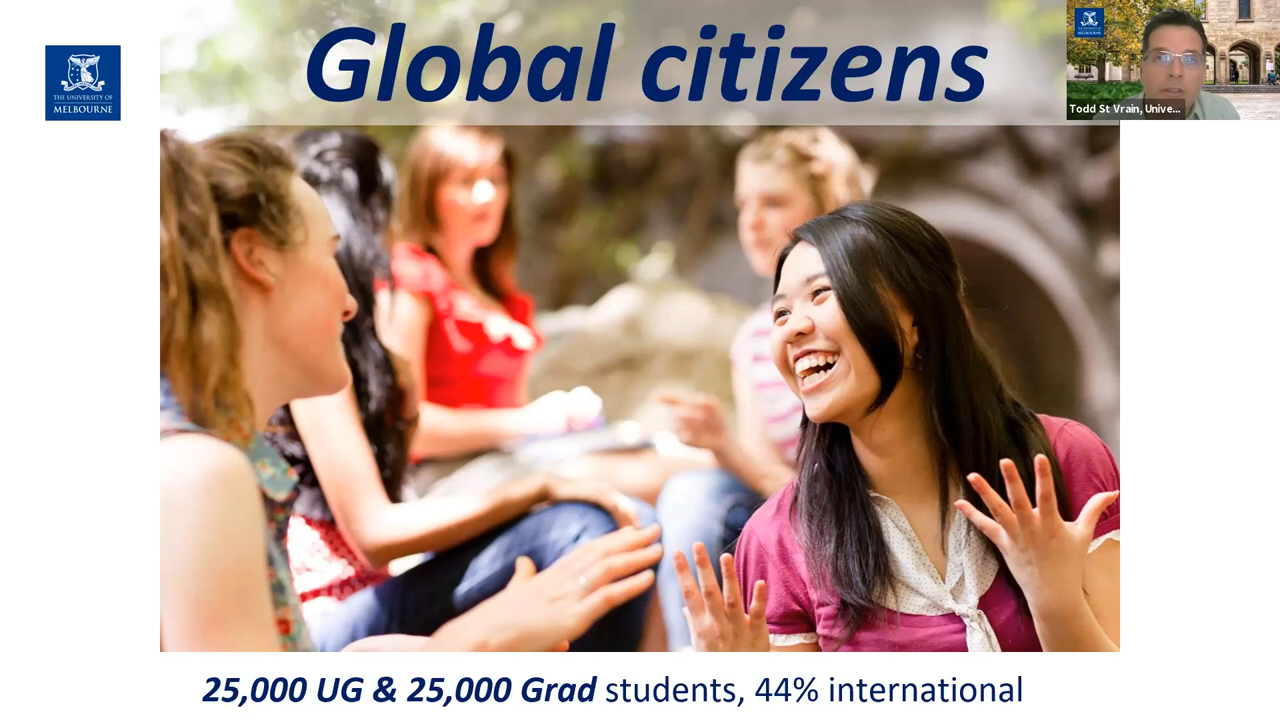 Global citizens
THE UNIVERSITY OF
MELBOURNE
Todd St Vrain, Unive...
25,000 UG & 25,000 Grad students, 44% international